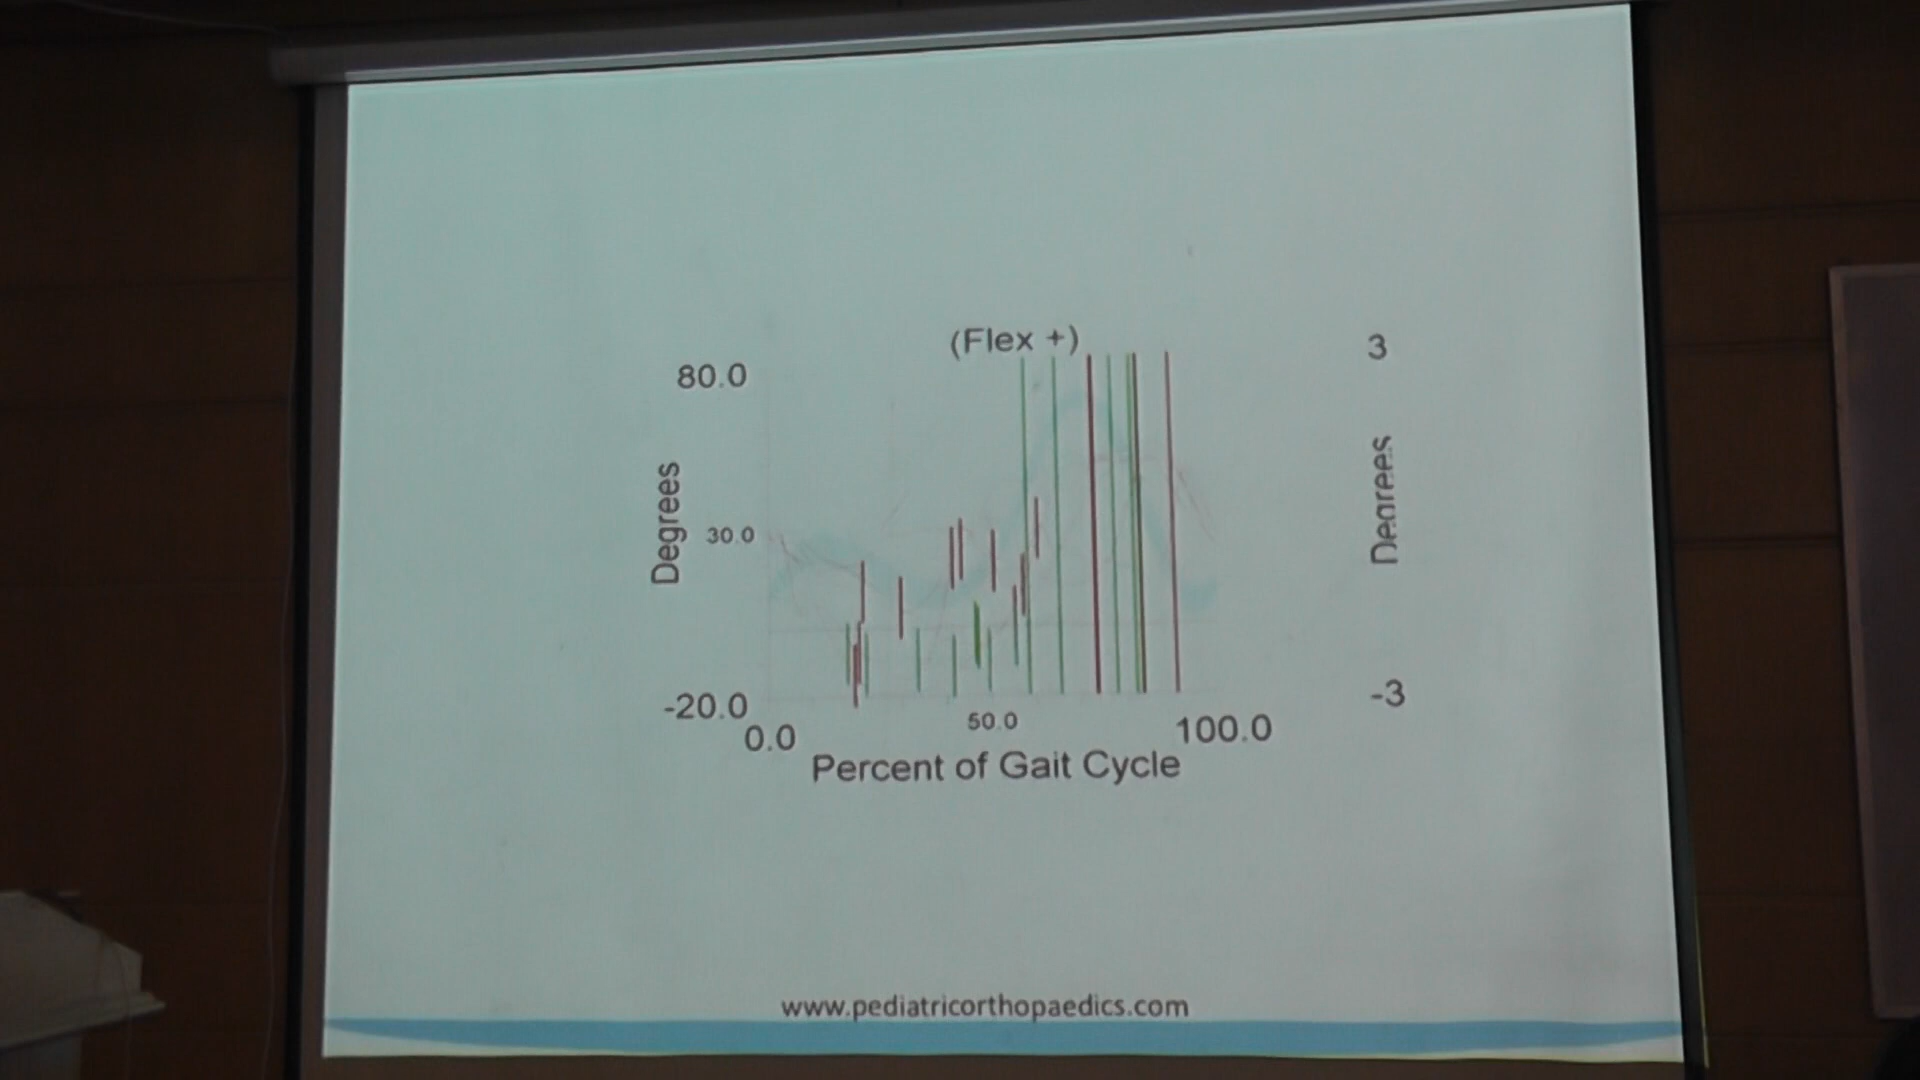 (Flex +)
80.0
Degrees
30.0
-20.0
0.0
50.0
100.0
Percent of Gait Cycle
3
Degrees
-3
www.pediatricorthopaedics.com